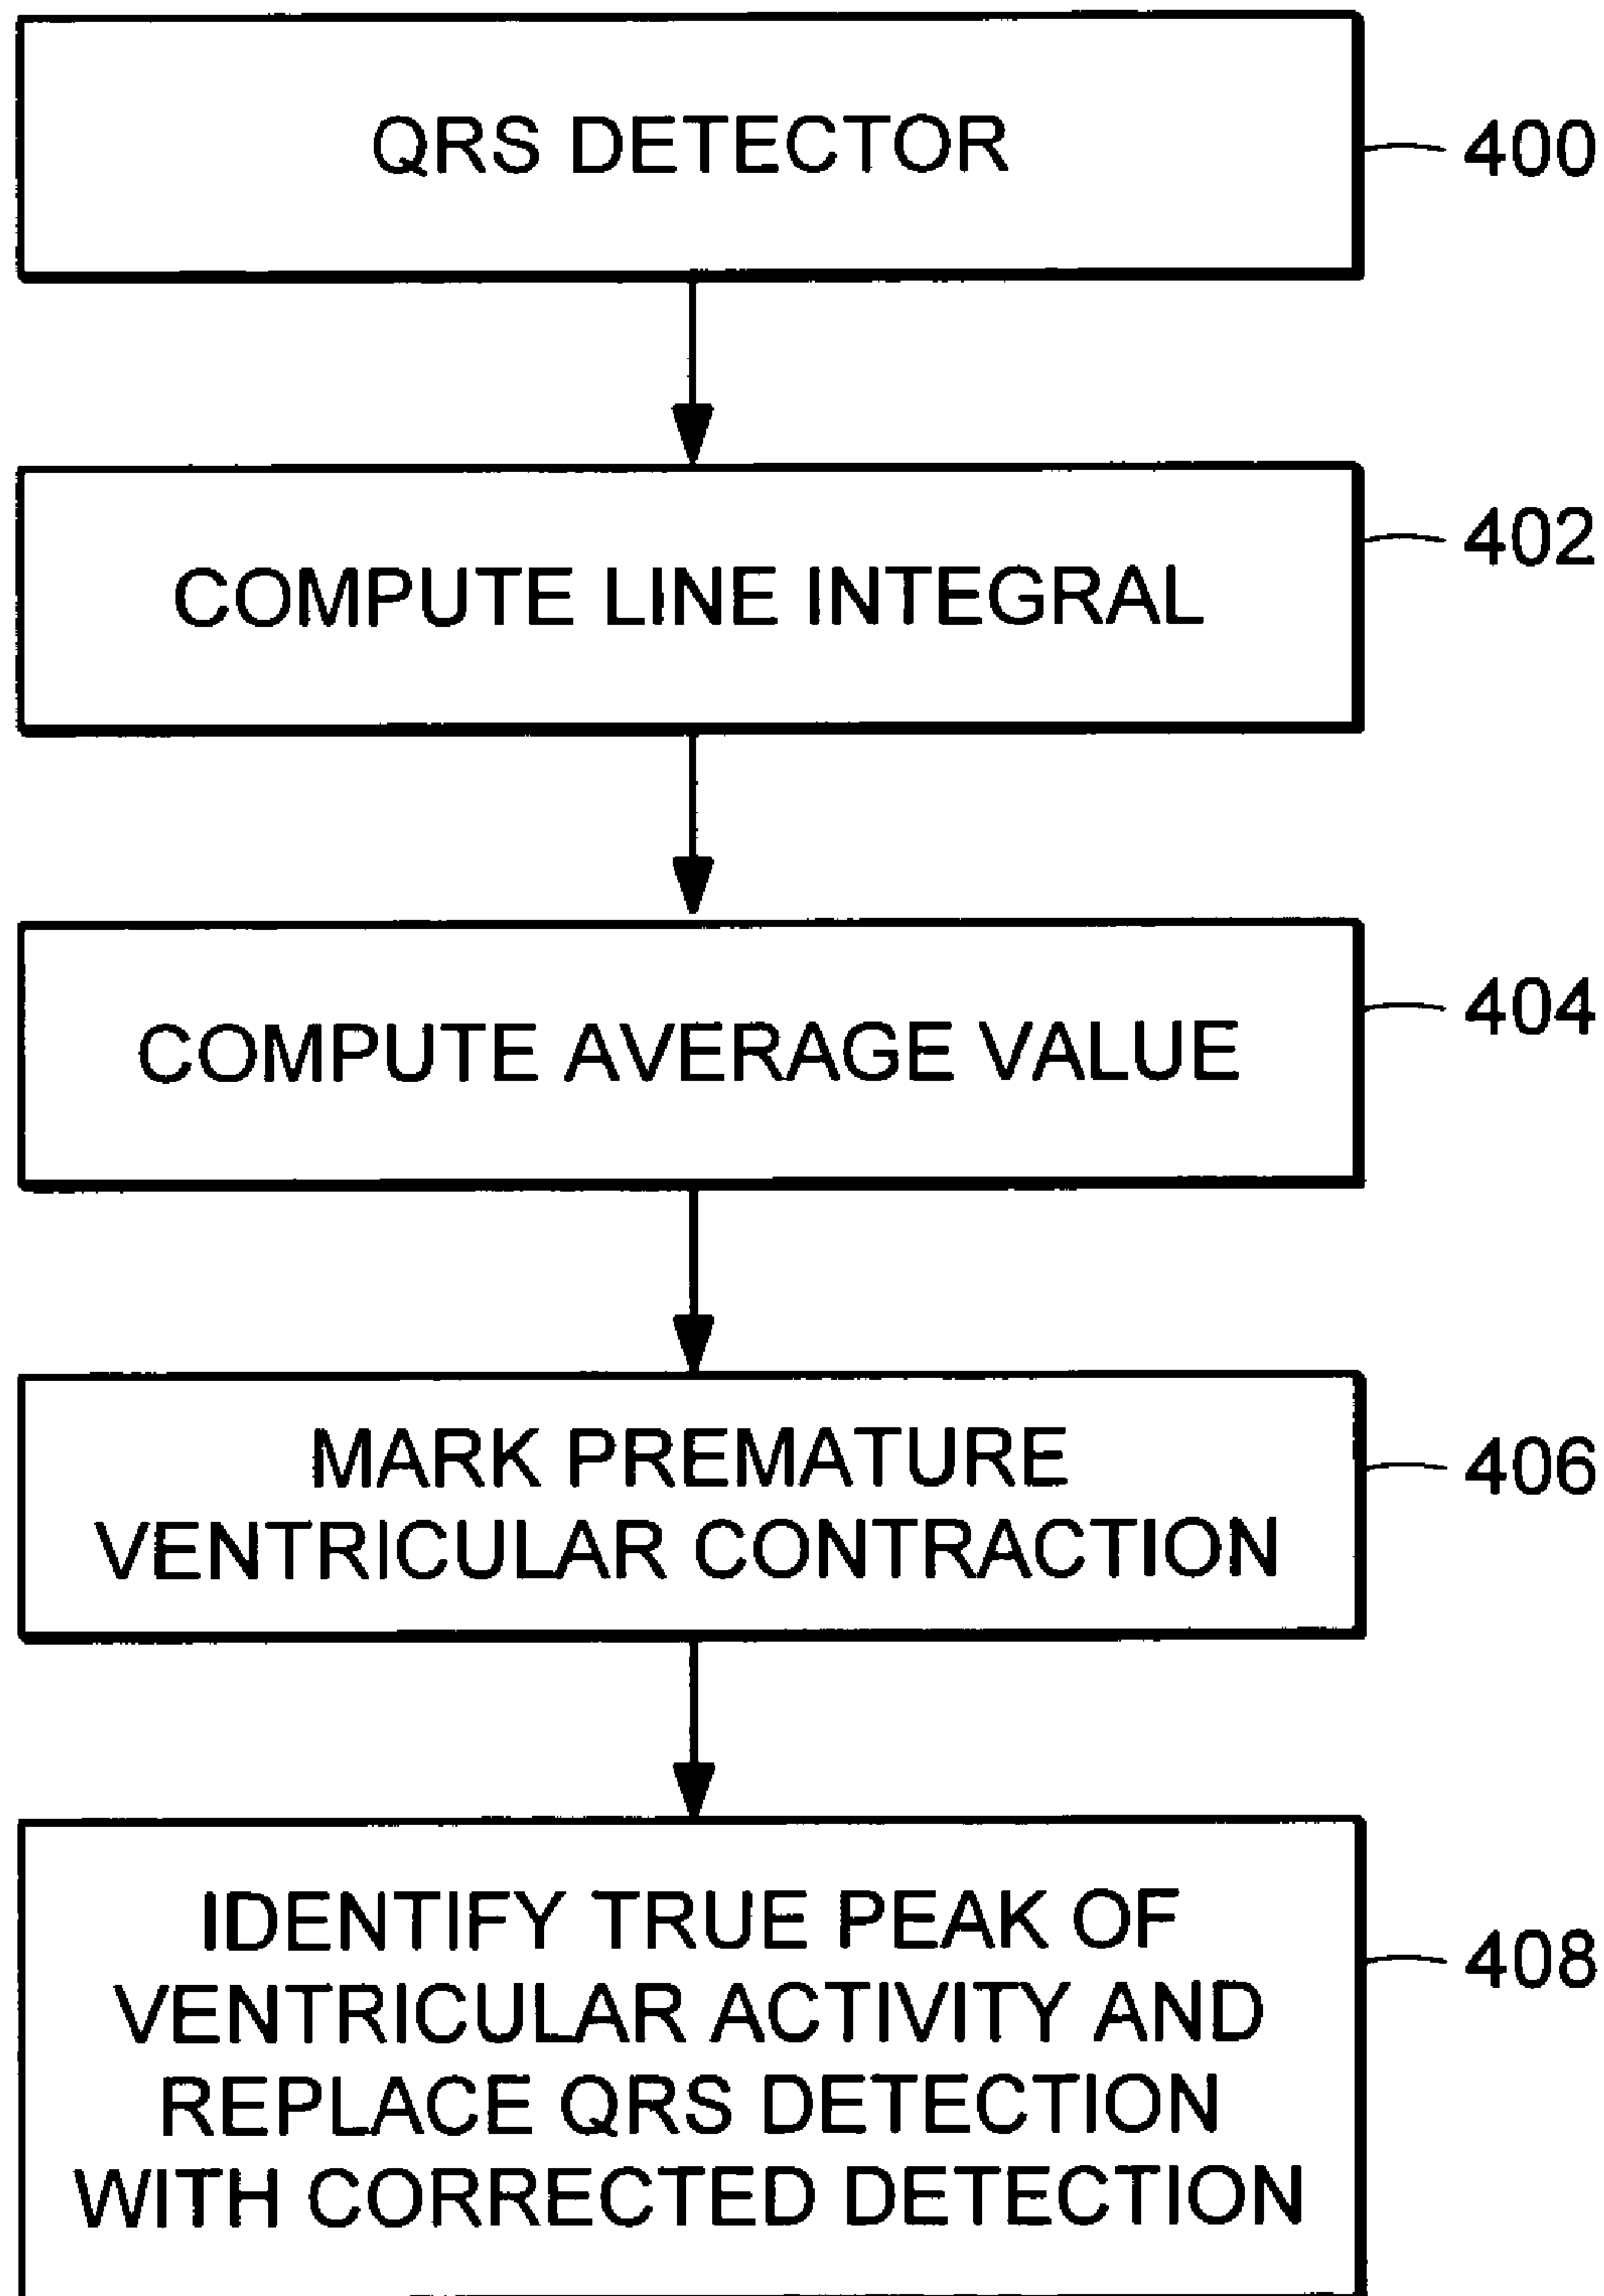 QRS DETECTOR
400
COMPUTE LINE INTEGRAL
402
COMPUTE AVERAGE VALUE
404
MARK PREMATURE
VENTRICULAR CONTRACTION
406
IDENTIFY TRUE PEAK OF
VENTRICULAR ACTIVITY AND
REPLACE QRS DETECTION
WITH CORRECTED DETECTION
408